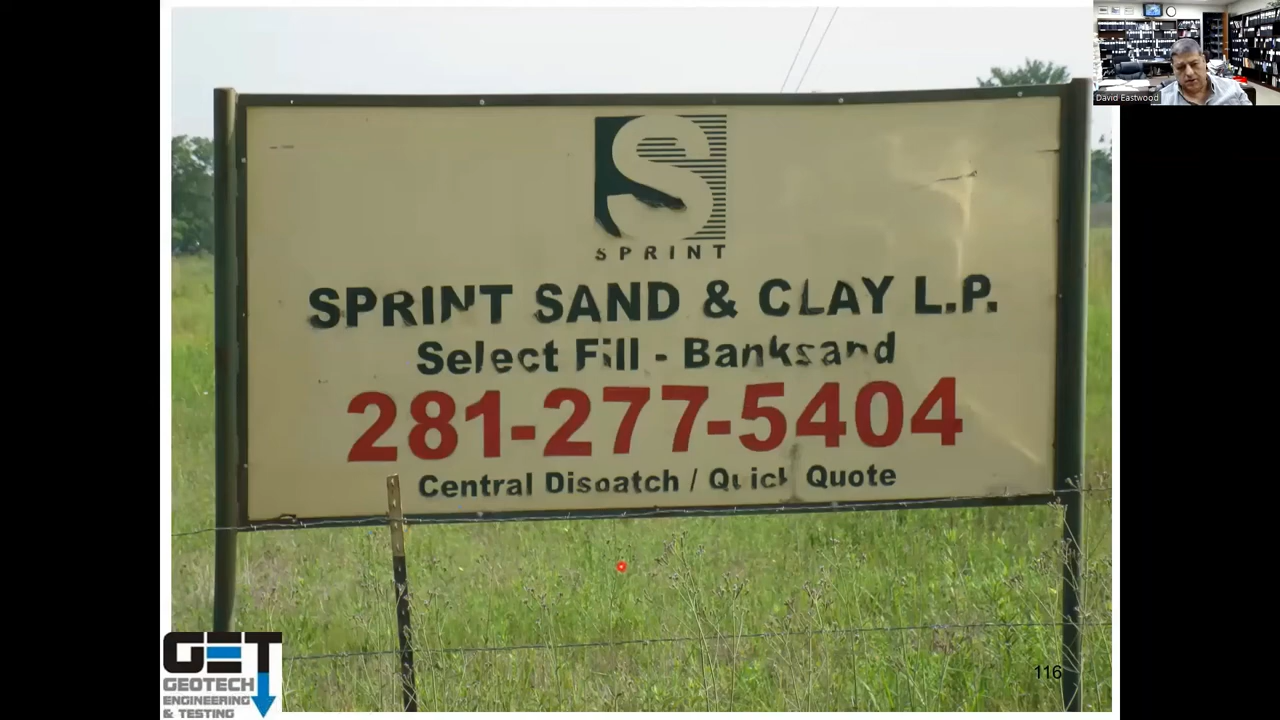 David Eastwood
S
SPRINT
SPRINT SAND & CLAY L.P.
Select Fill - Banksand
281-277-5404
Central Dispatch / Quick Quote
116
GET
GEOTECH
ENGINEERING
& TESTING